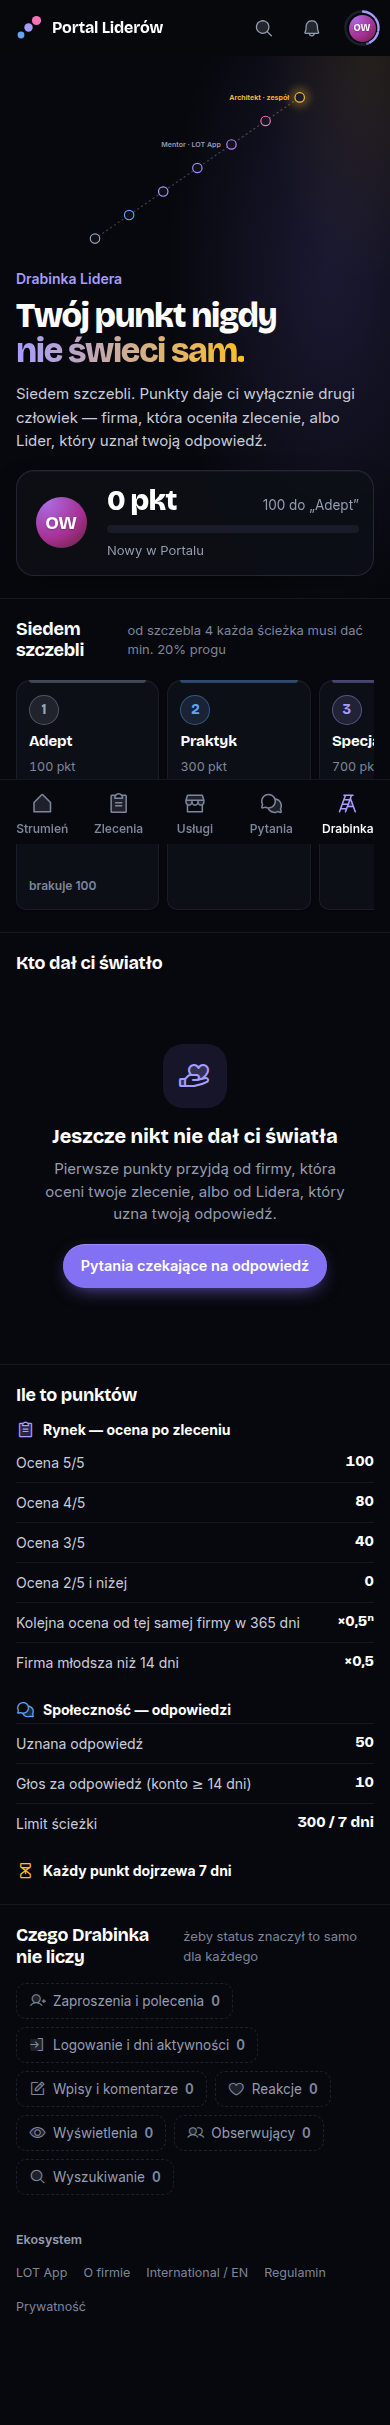 Portal Liderów
OW
Architekt · zespół
Mentor · LOT App
Drabinka Lidera
Twój punkt nigdy
nie świeci sam.
Siedem szczebli. Punkty daje ci wyłącznie drugi
człowiek — firma, która oceniła zlecenie, albo
Lider, który uznał twoją odpowiedź.
OW
0 pkt
100 do „Adept”
Nowy w Portalu
Siedem
szczebli
od szczebla 4 każda ścieżka musi dać
min. 20% progu
1
2
3
Adept
Praktyk
Specja
100 pkt
300 pkt
700 pk
Strumień
Zlecenia
Usługi
Pytania
Drabinka
brakuje 100
Kto dał ci światło
Jeszcze nikt nie dał ci światła
Pierwsze punkty przyjdą od firmy, która
oceni twoje zlecenie, albo od Lidera, który
uzna twoją odpowiedź.
Pytania czekające na odpowiedź
Ile to punktów
Rynek — ocena po zleceniu
Ocena 5/5 100
Ocena 4/5 80
Ocena 3/5 40
Ocena 2/5 i niżej 0
Kolejna ocena od tej samej firmy w 365 dni ×0,5ⁿ
Firma młodsza niż 14 dni ×0,5
Społeczność — odpowiedzi
Uznana odpowiedź 50
Głos za odpowiedź (konto ≥ 14 dni) 10
Limit ścieżki 300 / 7 dni
Każdy punkt dojrzewa 7 dni
Czego Drabinka
nie liczy
żeby status znaczył to samo
dla każdego
Zaproszenia i polecenia 0
Logowanie i dni aktywności 0
Wpisy i komentarze 0
Reakcje 0
Wyświetlenia 0
Obserwujący 0
Wyszukiwanie 0
Ekosystem
LOT App O firmie International / EN Regulamin
Prywatność